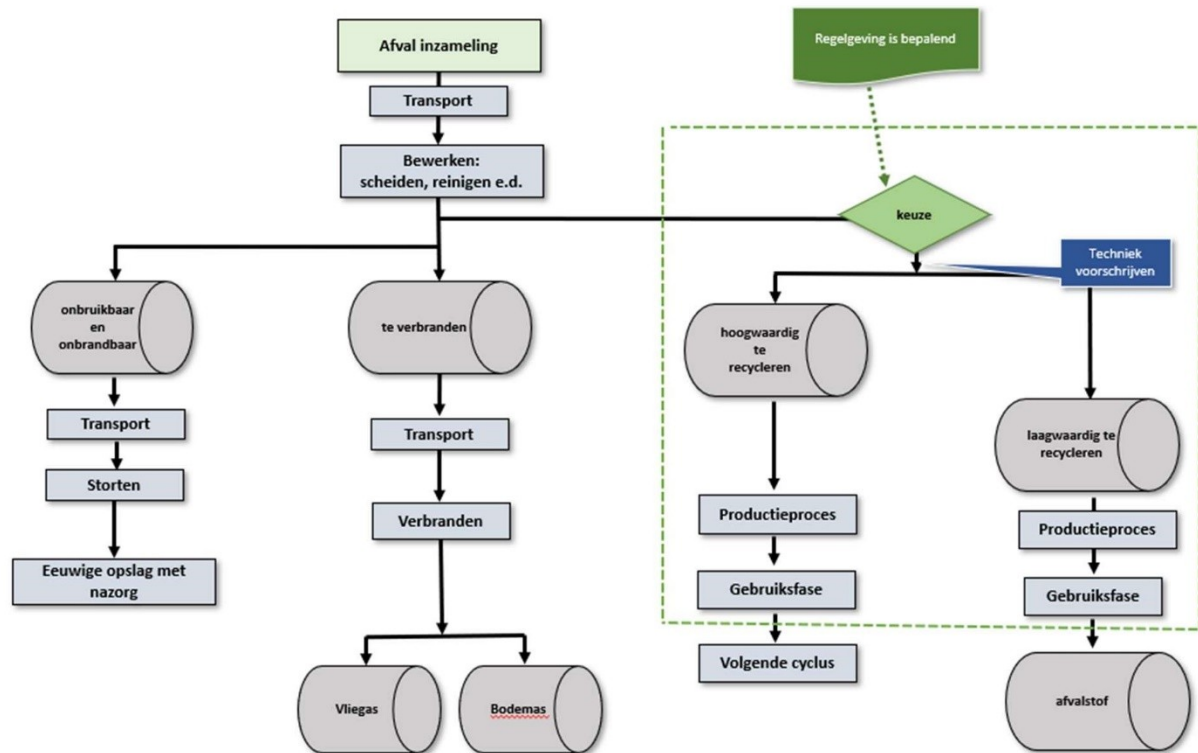 Afval inzameling
Regelgeving is bepalend
Transport
Bewerken:
scheiden, reinigen e.d.
keuze
Techniek
voorschrijven
onbruikbaar
en
onbrandbaar
te verbranden
hoogwaardig
te
recycleren
laagwaardig te
recycleren
Transport
Transport
Storten
Verbranden
Productieproces
Productieproces
Eeuwige opslag met
nazorg
Gebruiksfase
Gebruiksfase
Volgende cyclus
Vliegas
Bodemas
afvalstof